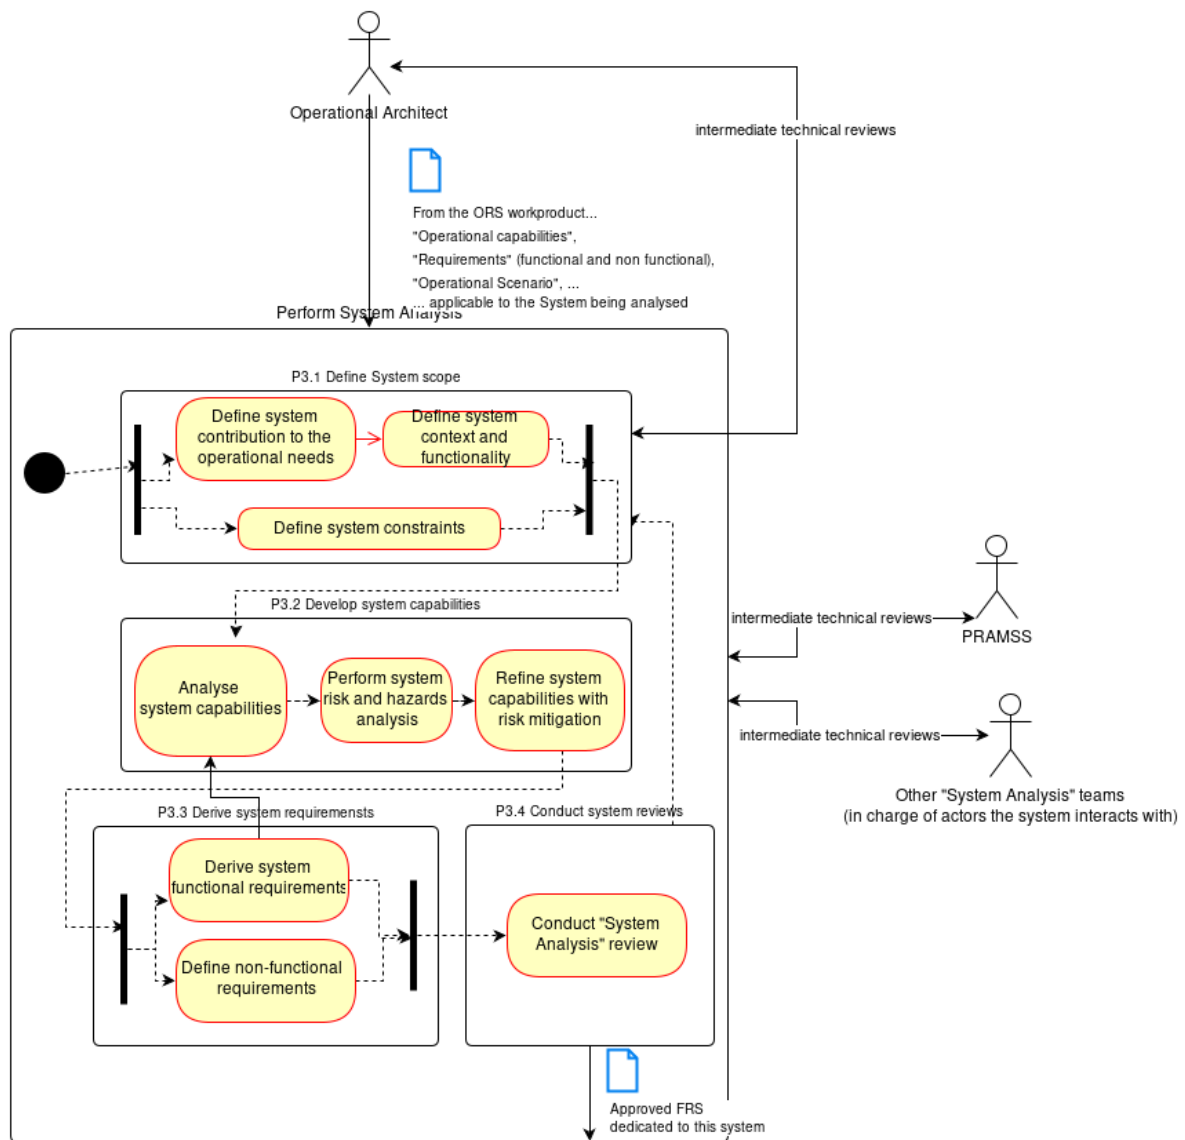 Operational Architect
intermediate technical reviews
From the ORS workproduct...
"Operational capabilities",
"Requirements" (functional and non functional),
"Operational Scenario", ...
... applicable to the System being analysed
Perform System Analysis
P3.1 Define System scope
Define system
contribution to the
operational needs
Define system
context and
functionality
Define system constraints
P3.2 Develop system capabilities
Analyse
system capabilities
Perform system
risk and hazards
analysis
Refine system
capabilities with
risk mitigation
intermediate technical reviews
PRAMSS
intermediate technical reviews
Other "System Analysis" teams
(in charge of actors the system interacts with)
P3.3 Derive system requiremensts
Derive system
functional requirements
Define non-functional
requirements
P3.4 Conduct system reviews
Conduct "System
Analysis" review
Approved FRS
dedicated to this system